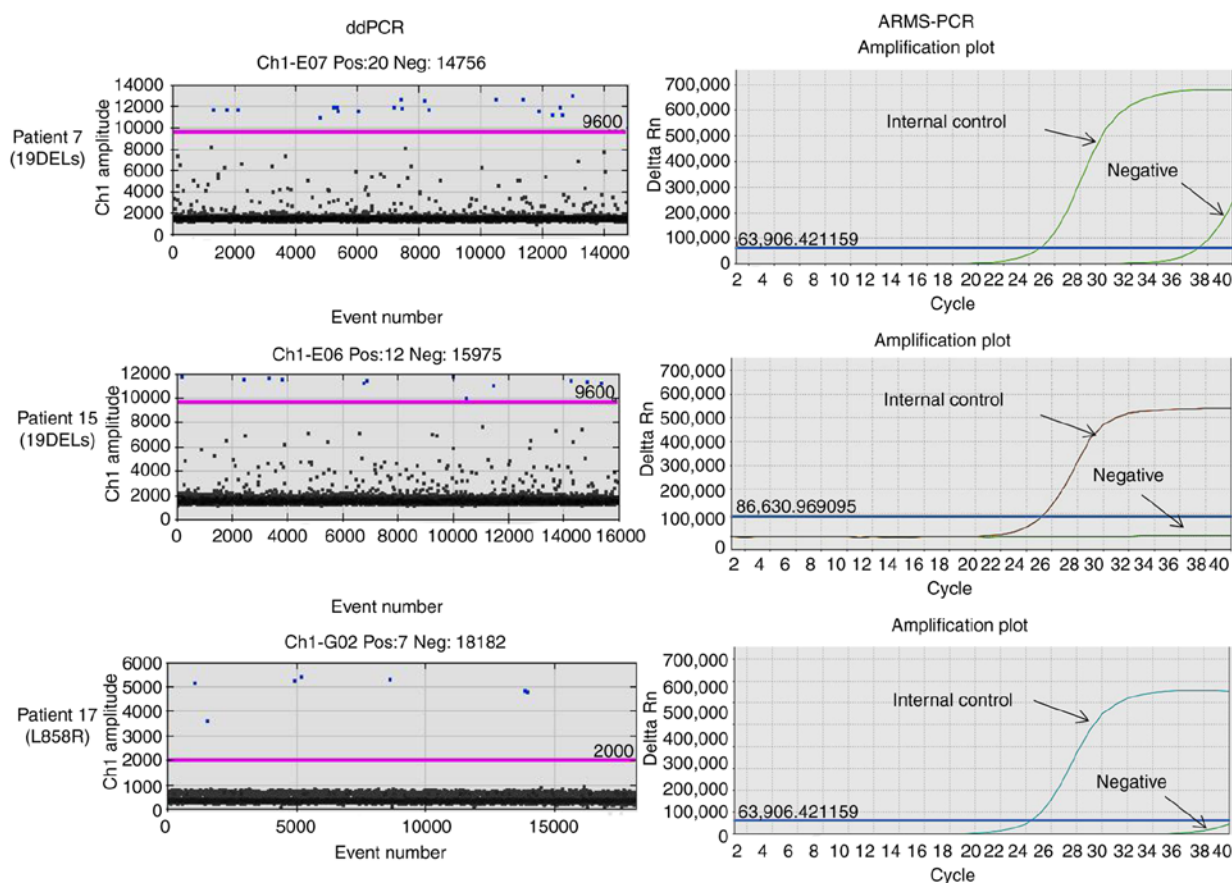 ddPCR
ARMS-PCR
Ch1-E07 Pos:20 Neg: 14756
Amplification plot
Patient 7
(19DELs)
Ch1 amplitude
14000
12000
10000
8000
6000
4000
2000
0
9600
0 2000 4000 6000 8000 10000 12000 14000
Event number
Deltta Rn
700,000
600,000
500,000
400,000
300,000
200,000
100,000
0
Internal control
Negative
63,906.421159
2 4 6 8 10 12 14 16 18 20 22 24 26 28 30 32 34 36 38 40
Cycle
Ch1-E06 Pos:12 Neg: 15975
Amplification plot
Patient 15
(19DELs)
Ch1 amplitude
12000
10000
8000
6000
4000
2000
0
9600
0 2000 4000 6000 8000 10000 12000 14000 16000
Event number
Deltta Rn
700,000
600,000
500,000
400,000
300,000
200,000
100,000
0
Internal control
Negative
86,630.969095
2 4 6 8 10 12 14 16 18 20 22 24 26 28 30 32 34 36 38 40
Cycle
Ch1-G02 Pos:7 Neg: 18182
Amplification plot
Patient 17
(L858R)
Ch1 amplitude
6000
5000
4000
3000
2000
1000
0
2000
0 5000 10000 15000
Event number
Deltta Rn
700,000
600,000
500,000
400,000
300,000
200,000
100,000
0
Internal control
Negative
63,906.421159
2 4 6 8 10 12 14 16 18 20 22 24 26 28 30 32 34 36 38 40
Cycle